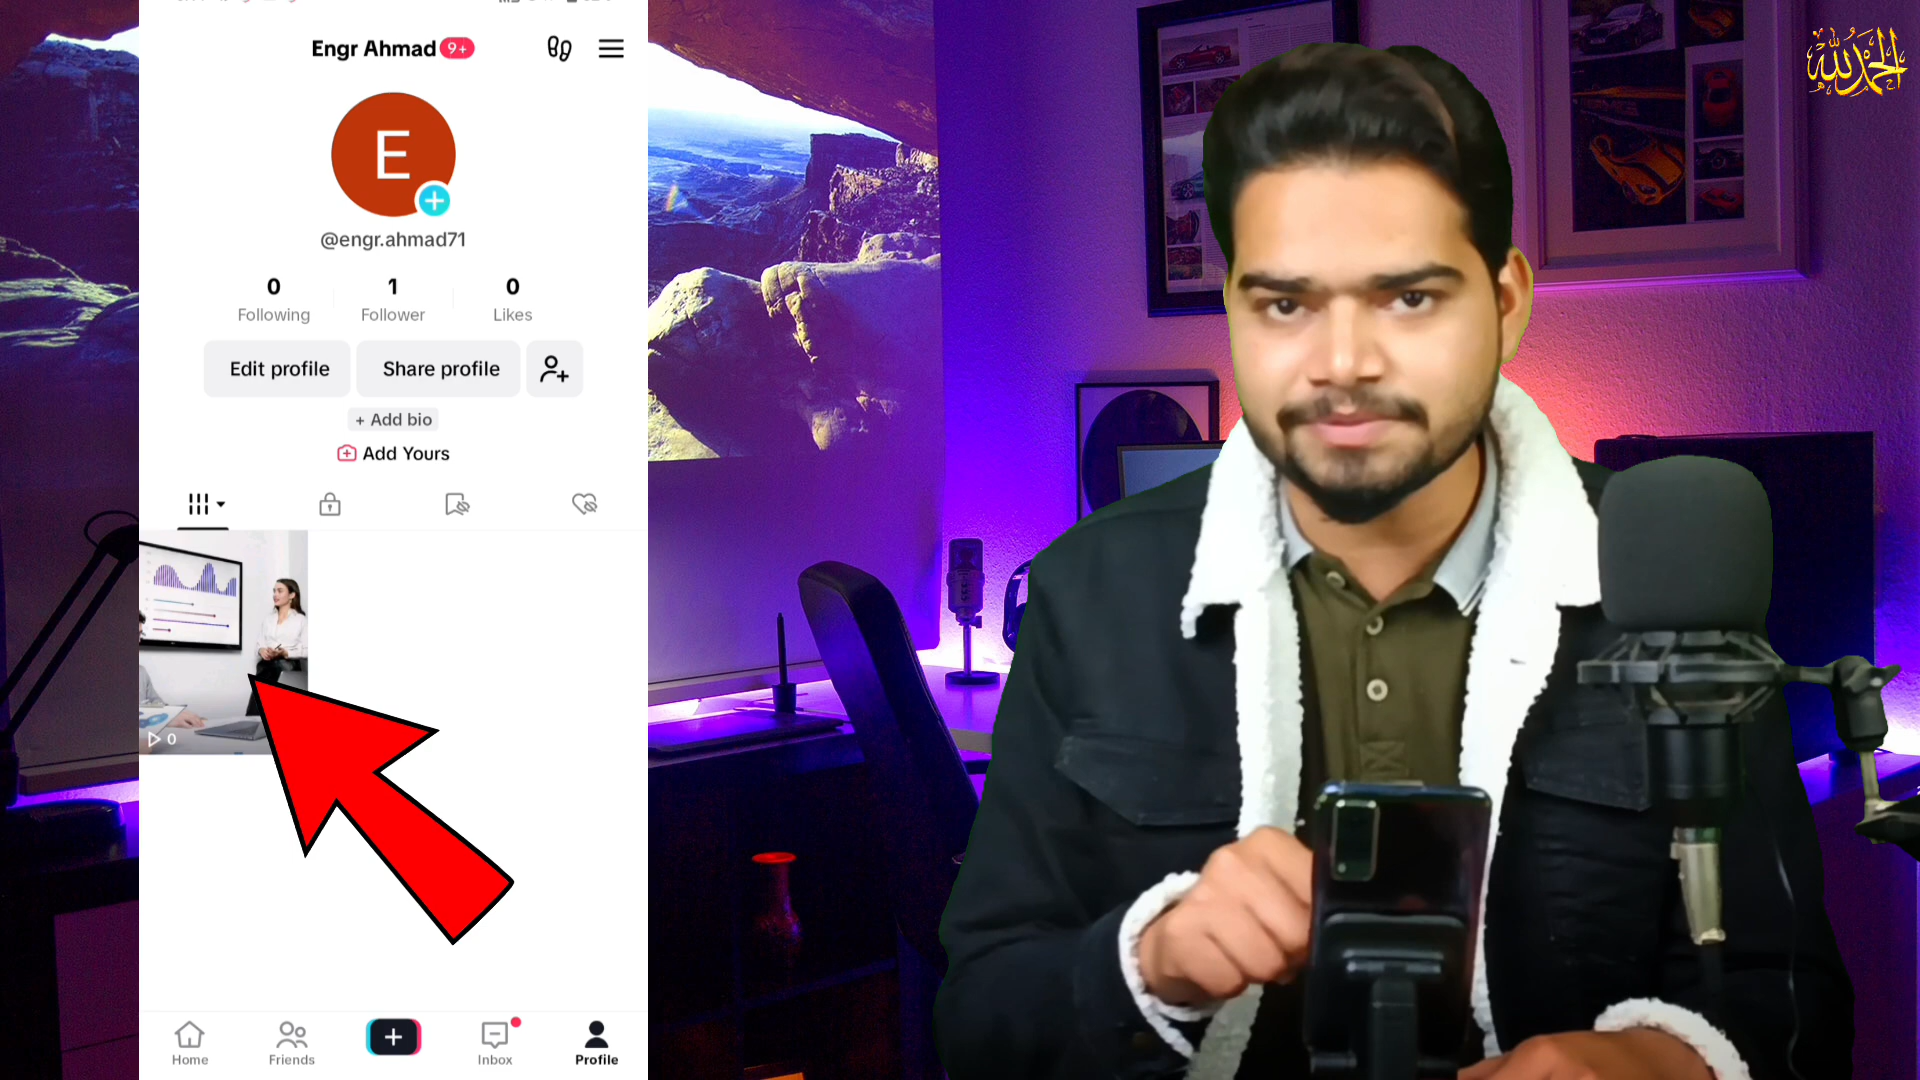 Engr Ahmad 9+
E
@engr.ahmad71
0 1 0
Following Follower Likes
Edit profile Share profile
+ Add bio
Add Yours
0
Home Friends Inbox Profile
الحمد لله